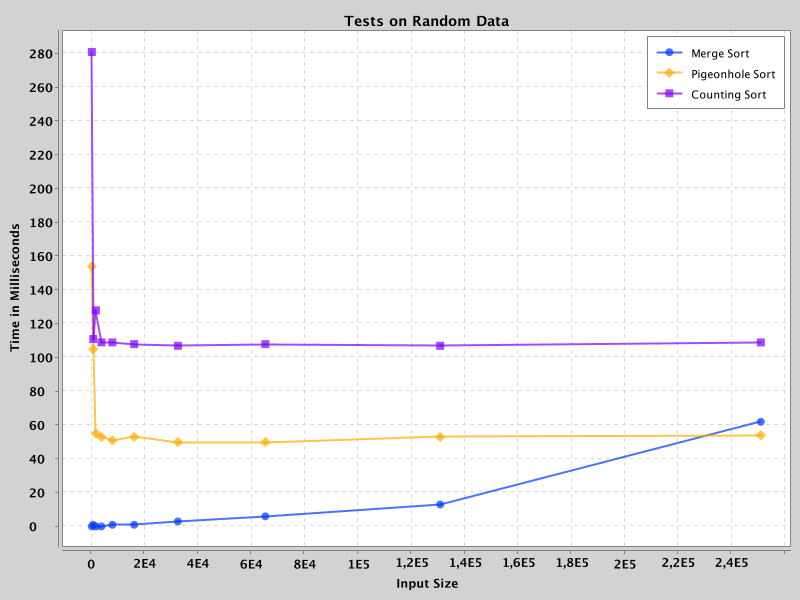 Tests on Random Data
Merge Sort
Pigeonhole Sort
Counting Sort
Time in Milliseconds
280
260
240
220
200
180
160
140
120
100
80
60
40
20
0
0 2E4 4E4 6E4 8E4 1E5 1,2E5 1,4E5 1,6E5 1,8E5 2E5 2,2E5 2,4E5
Input Size